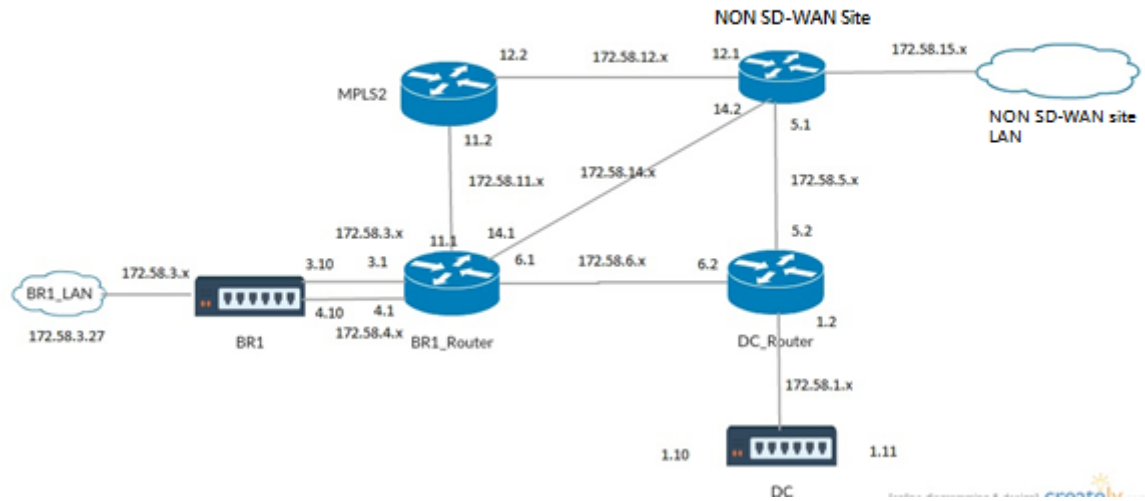 NON SD-WAN Site
12.2
172.58.12.x
12.1
172.58.15.x
MPLS2
14.2
5.1
NON SD-WAN site
LAN
11.2
172.58.11.x
172.58.14.x
172.58.5.x
172.58.3.x
11.1
14.1
5.2
172.58.3.x
3.10
3.1
6.1
172.58.6.x
6.2
BR1_LAN
172.58.3.27
4.10
4.1
172.58.4.x
BR1
BR1_Router
1.2
DC_Router
172.58.1.x
1.10
1.11
DC
creately